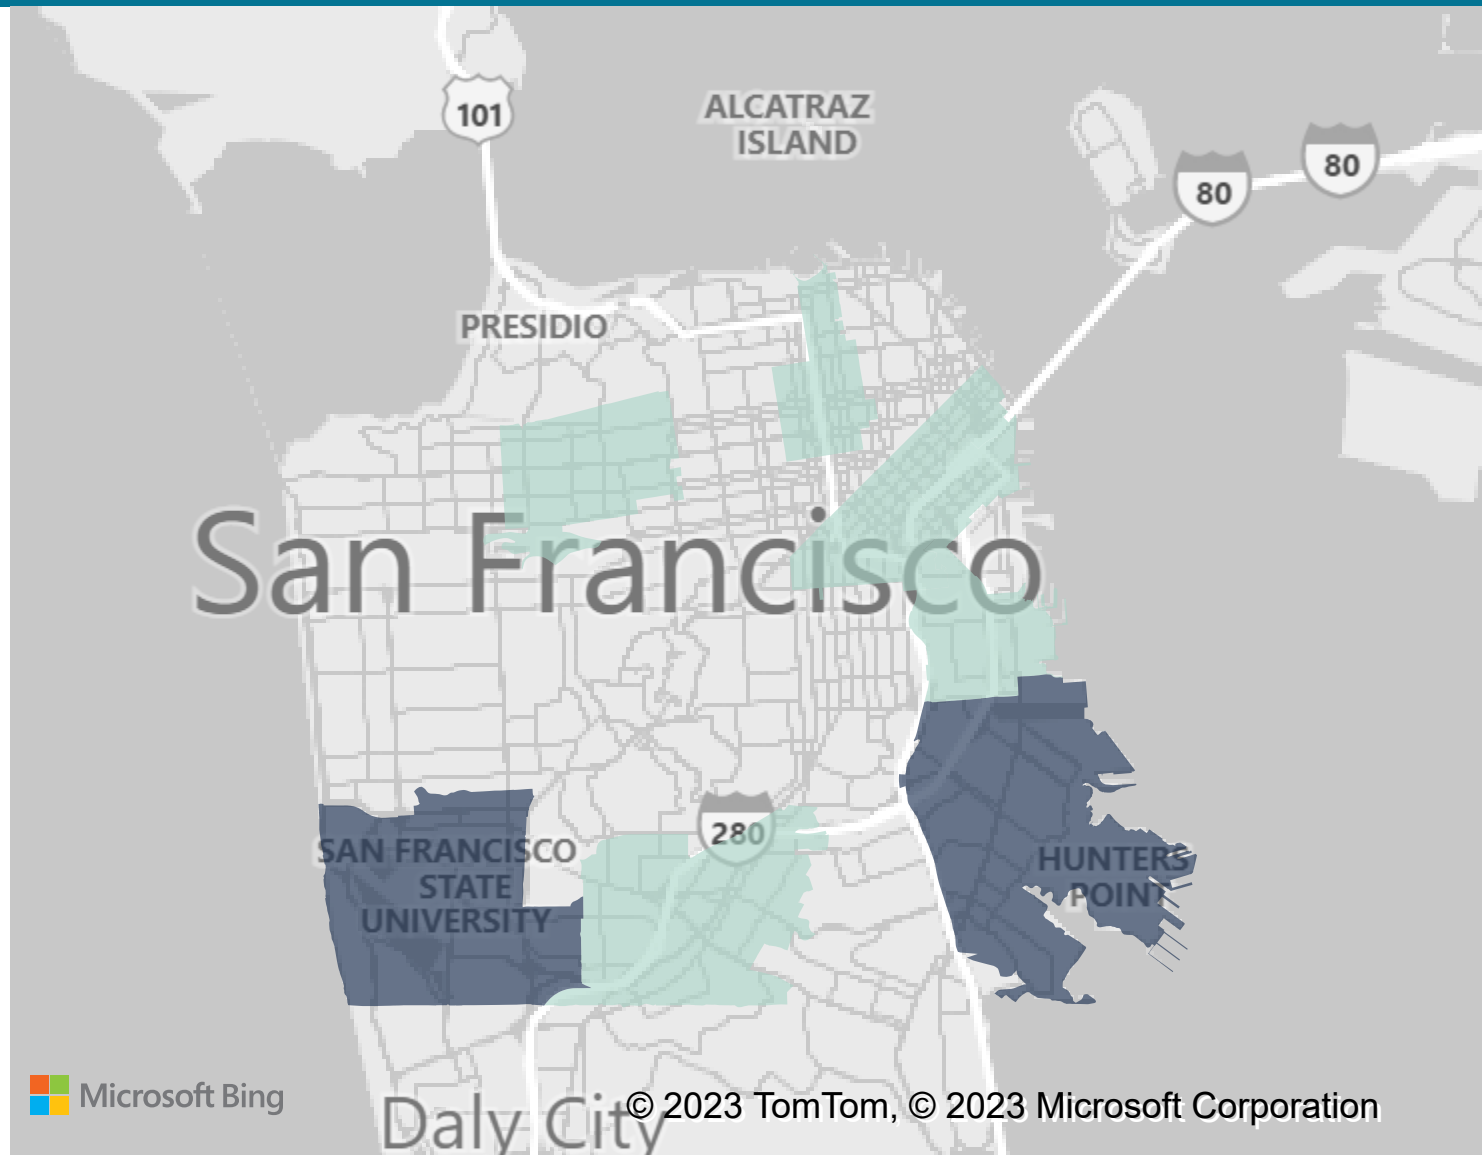 101
ALCATRAZ
ISLAND
80
80
PRESIDIO
San Francisco
280
SAN FRANCISCO
STATE
UNIVERSITY
HUNTERS
POINT
Microsoft Bing
Daly City
© 2023 TomTom, © 2023 Microsoft Corporation